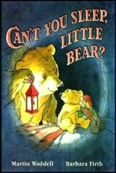 CAN'T YOU SLEEP,
LITTLE
BEAR?
Martin Waddell Barbara Firth